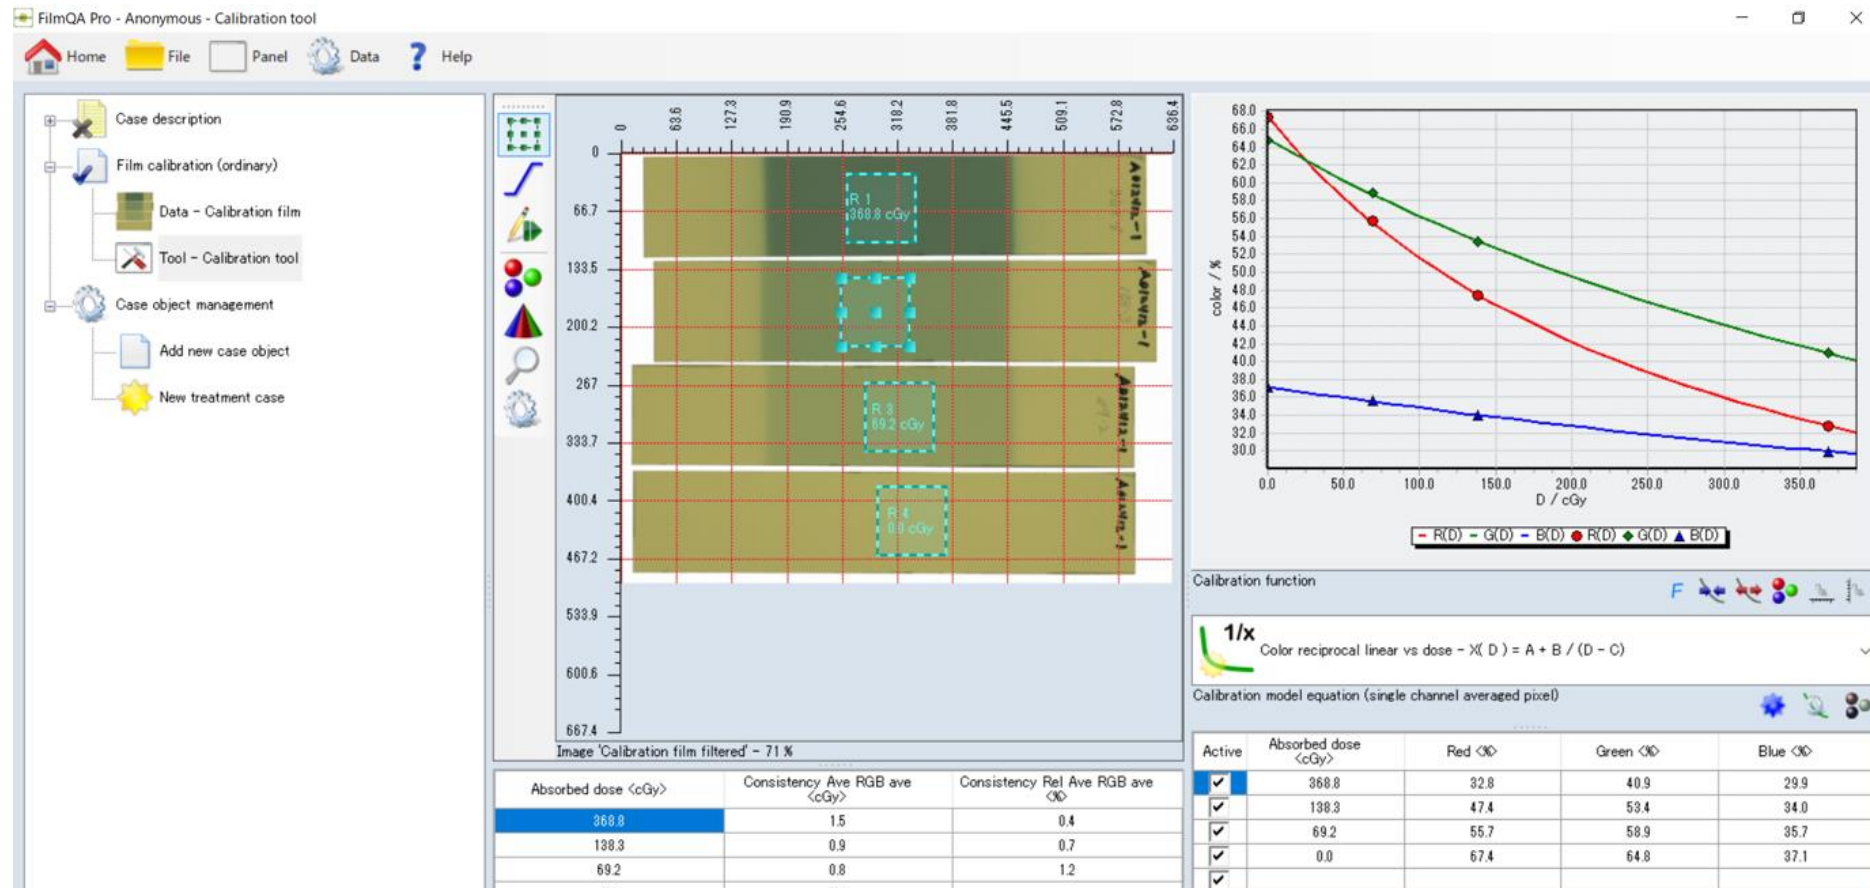 FilmQA Pro - Anonymous - Calibration tool
Home File Panel Data ? Help
Case description
Film calibration (ordinary)
Data - Calibration film
Tool - Calibration tool
Case object management
Add new case object
New treatment case
0 63.6 127.3 190.9 254.6 318.2 381.8 445.5 509.1 572.8 636.4
0
66.7
133.5
200.2
267
333.7
400.4
467.2
533.9
600.6
667.4
R 1
368.8 cGy
R 3
69.2 cGy
R 4
0.0 cGy
Image 'Calibration film filtered' - 71 %
Absorbed dose <cGy> Consistency Ave RGB ave <cGy> Consistency Rel Ave RGB ave <%>
368.8 1.5 0.4
138.3 0.9 0.7
69.2 0.8 1.2
color / %
68.0
66.0
64.0
62.0
60.0
58.0
56.0
54.0
52.0
50.0
48.0
46.0
44.0
42.0
40.0
38.0
36.0
34.0
32.0
30.0
0.0 50.0 100.0 150.0 200.0 250.0 300.0 350.0
D / cGy
R(D) G(D) B(D) R(D) G(D) B(D)
Calibration function
F
1/x
Color reciprocal linear vs dose - X( D ) = A + B / (D - C)
Calibration model equation (single channel averaged pixel)
Active Absorbed dose <cGy> Red <%> Green <%> Blue <%>
368.8 32.8 40.9 29.9
138.3 47.4 53.4 34.0
69.2 55.7 58.9 35.7
0.0 67.4 64.8 37.1